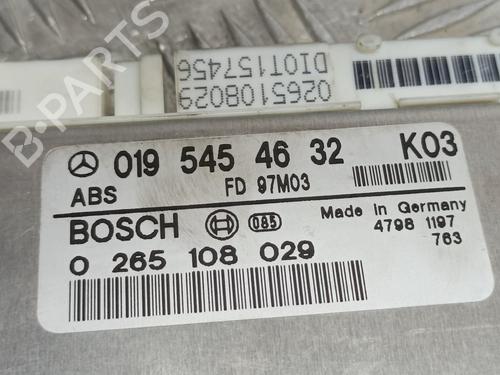 B-Parts
0265108029
DIOT157456
019 545 46 32 K03
ABS FD 97M03
BOSCH 085 Made in Germany
4798 1197
0 265 108 029 763